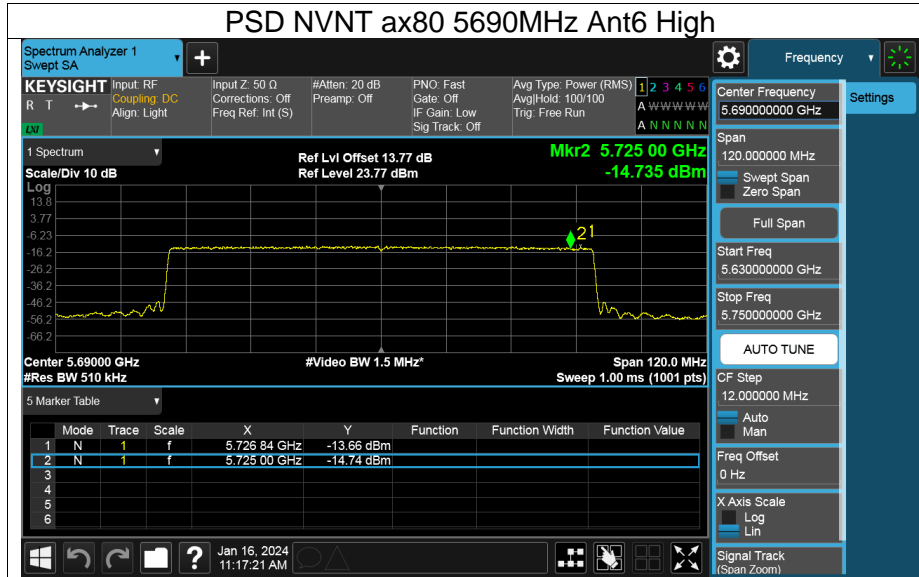 PSD NVNT ax80 5690MHz Ant6 High
Spectrum Analyzer 1
Swept SA
+
Frequency
KEYSIGHT
R T
LXI
Input: RF
Coupling: DC
Align: Light
Input Z: 50 Ω
Corrections: Off
Freq Ref: Int (S)
#Atten: 20 dB
Preamp: Off
PNO: Fast
Gate: Off
IF Gain: Low
Sig Track: Off
Avg Type: Power (RMS)
Avg|Hold: 100/100
Trig: Free Run
1 2 3 4 5 6
A W W W W W
A N N N N N
1 Spectrum
Scale/Div 10 dB
Ref Lvl Offset 13.77 dB
Ref Level 23.77 dBm
Mkr2 5.725 00 GHz
-14.735 dBm
Log
13.8
3.77
-6.23
-16.2
-26.2
-36.2
-46.2
-56.2
-66.2
2 1
Center 5.69000 GHz
#Res BW 510 kHz
#Video BW 1.5 MHz*
Span 120.0 MHz
Sweep 1.00 ms (1001 pts)
5 Marker Table
Mode Trace Scale X Y Function Function Width Function Value
1 N 1 f 5.726 84 GHz -13.66 dBm
2 N 1 f 5.725 00 GHz -14.74 dBm
3
4
5
6
?
Jan 16, 2024
11:17:21 AM
Center Frequency
5.690000000 GHz
Span
120.000000 MHz
Swept Span
Zero Span
Full Span
Start Freq
5.630000000 GHz
Stop Freq
5.750000000 GHz
AUTO TUNE
CF Step
12.000000 MHz
Auto
Man
Freq Offset
0 Hz
X Axis Scale
Log
Lin
Signal Track
(Span Zoom)
Settings